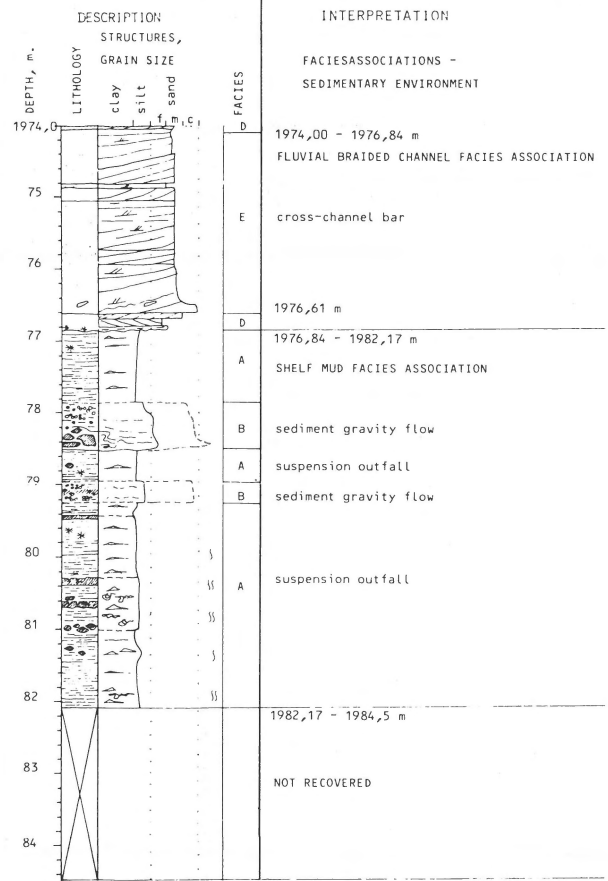 DESCRIPTION
INTERPRETATION
STRUCTURES,
GRAIN SIZE
DEPTH, m.
LITHOLOGY
clay
silt
sand
f m c
FACIES
FACIESASSOCIATIONS -
SEDIMENTARY ENVIRONMENT
1974,0
D
1974,00 - 1976,84 m
FLUVIAL BRAIDED CHANNEL FACIES ASSOCIATION
75
E
cross-channel bar
76
1976,61 m
D
77
1976,84 - 1982,17 m
A
SHELF MUD FACIES ASSOCIATION
78
B
sediment gravity flow
A
suspension outfall
79
B
sediment gravity flow
80
A
suspension outfall
81
82
1982,17 - 1984,5 m
83
NOT RECOVERED
84